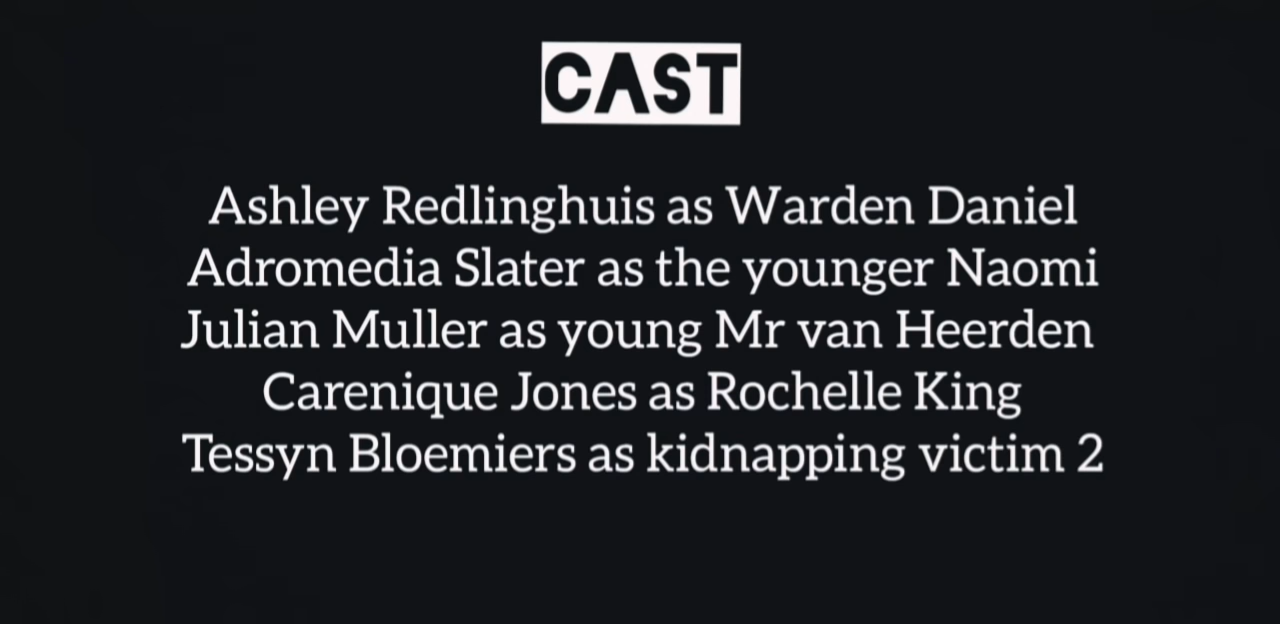 CAST
Ashley Redlinghuis as Warden Daniel
Adromedia Slater as the younger Naomi
Julian Muller as young Mr van Heerden
Carenique Jones as Rochelle King
Tessyn Bloemiers as kidnapping victim 2